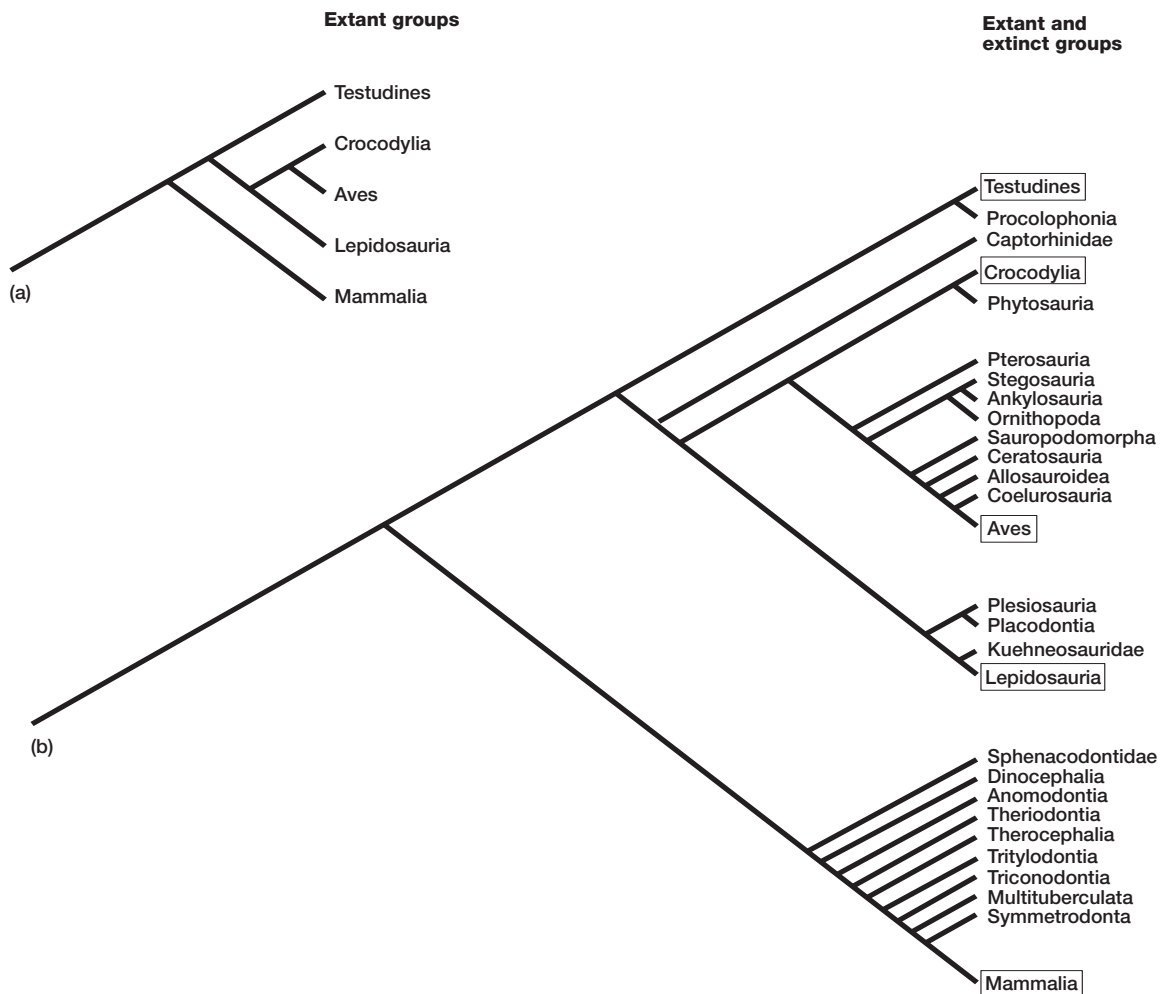 Extant groups
Testudines
Crocodylia
Aves
Lepidosauria
Mammalia
(a)
Extant and
extinct groups
Testudines
Procolophonia
Captorhinidae
Crocodylia
Phytosauria
Pterosauria
Stegosauria
Ankylosauria
Ornithopoda
Sauropodomorpha
Ceratosauria
Allosauroidea
Coelurosauria
Aves
Plesiosauria
Placodontia
Kuehneosauridae
Lepidosauria
(b)
Sphenacodontidae
Dinocephalia
Anomodontia
Theriodontia
Therocephalia
Tritylodontia
Triconodontia
Multituberculata
Symmetrodonta
Mammalia